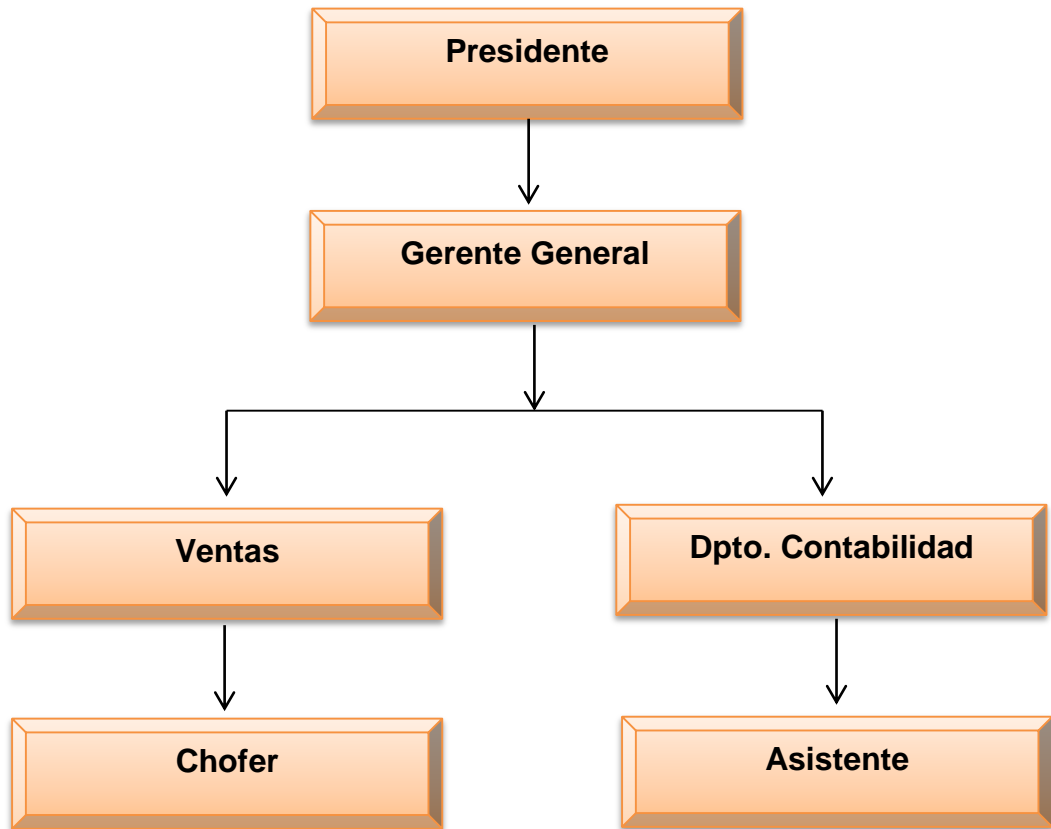 Presidente
Gerente General
Ventas
Dpto. Contabilidad
Chofer
Asistente